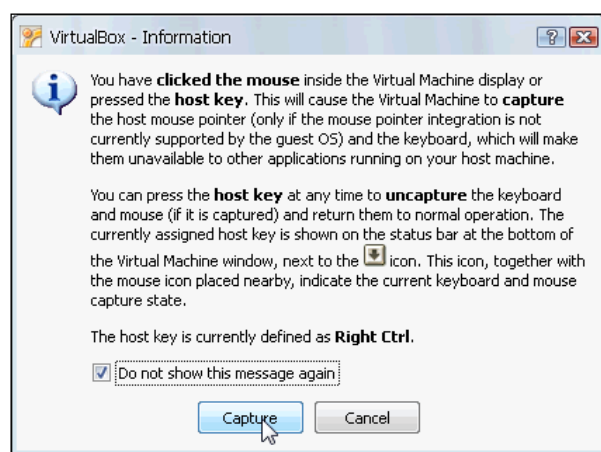 VirtualBox - Information
You have clicked the mouse inside the Virtual Machine display or
pressed the host key. This will cause the Virtual Machine to capture
the host mouse pointer (only if the mouse pointer integration is not
currently supported by the guest OS) and the keyboard, which will make
them unavailable to other applications running on your host machine.
You can press the host key at any time to uncapture the keyboard
and mouse (if it is captured) and return them to normal operation. The
currently assigned host key is shown on the status bar at the bottom of
the Virtual Machine window, next to the icon. This icon, together with
the mouse icon placed nearby, indicate the current keyboard and mouse
capture state.
The host key is currently defined as Right Ctrl.
Do not show this message again
Capture Cancel